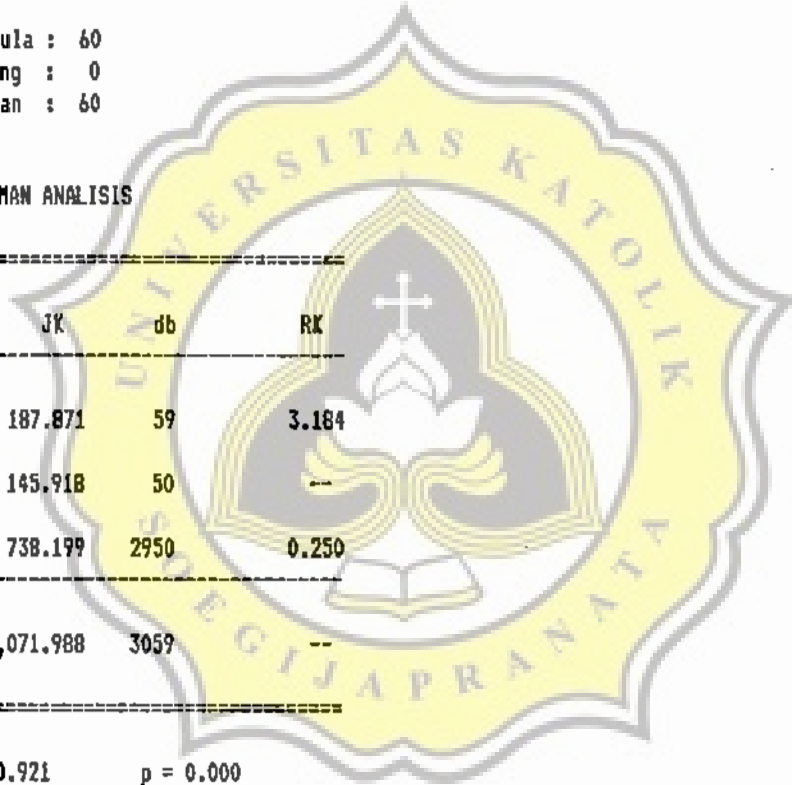 ula : 60
ng : 0
an : 60
MAN ANALISIS
JK db RK
187.871 59 3.184
145.918 50 --
738.199 2950 0.250
,071.988 3059 --
0.921 p = 0.000
UNIVERSITAS KATOLIK
SOEGIJAPRANATA